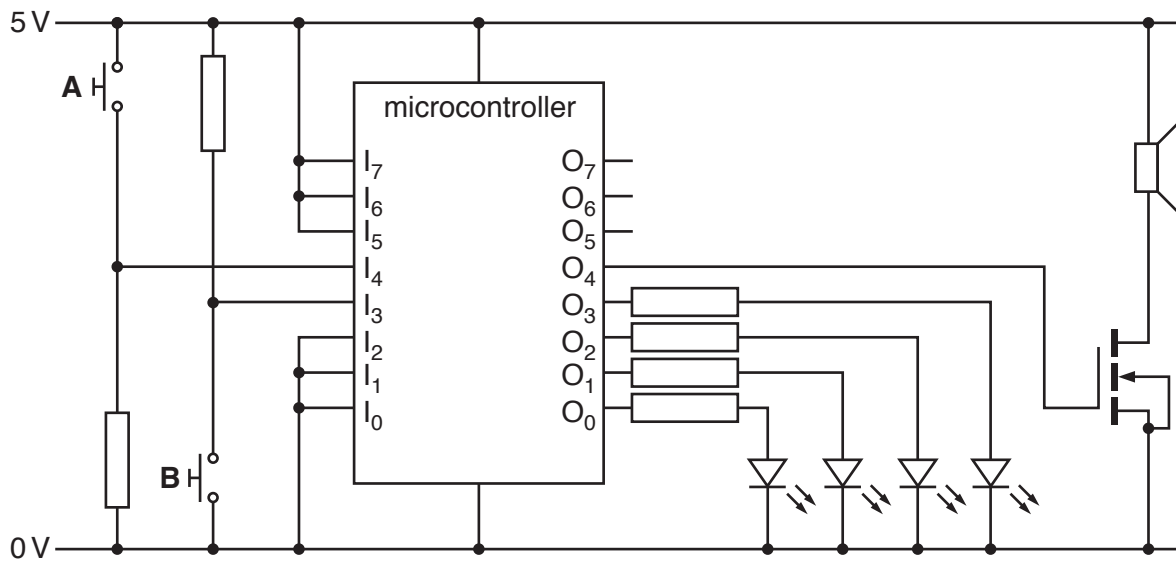 5 V
A
microcontroller
I7 O7
I6 O6
I5 O5
I4 O4
I3 O3
I2 O2
I1 O1
I0 O0
B
0 V